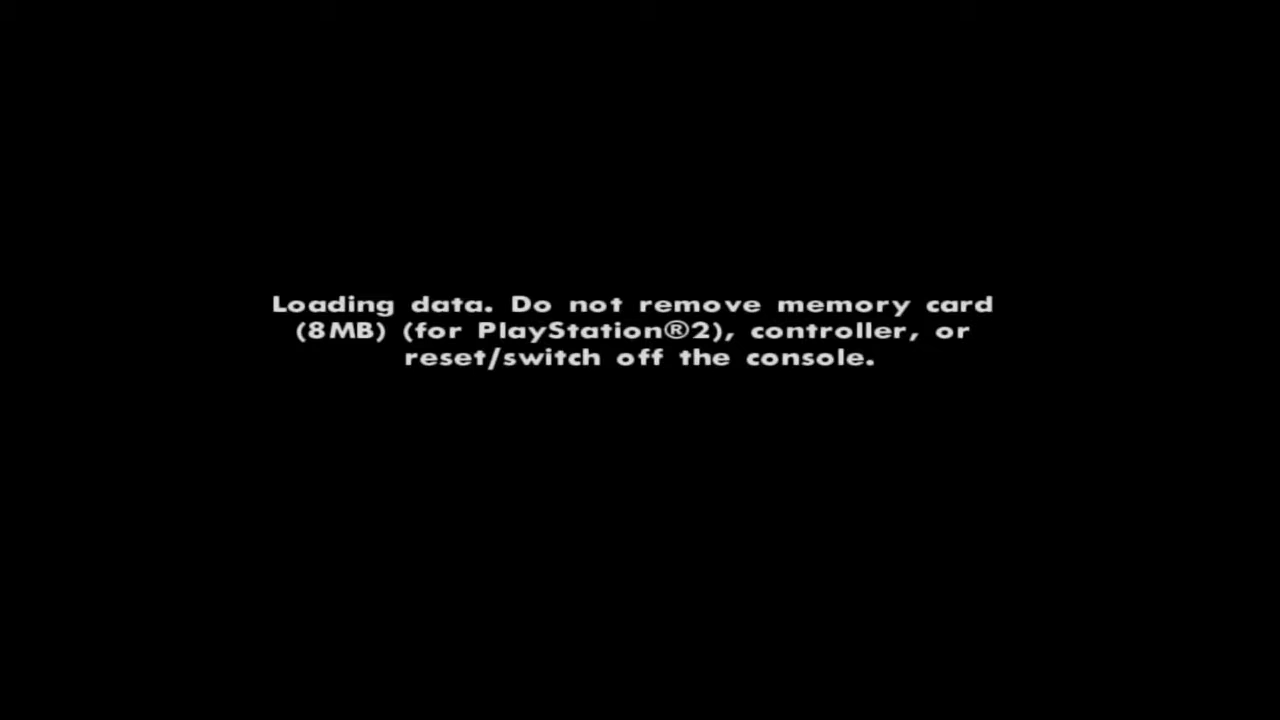 Loading data. Do not remove memory card
(8MB) (for PlayStation®2), controller, or
reset/switch off the console.